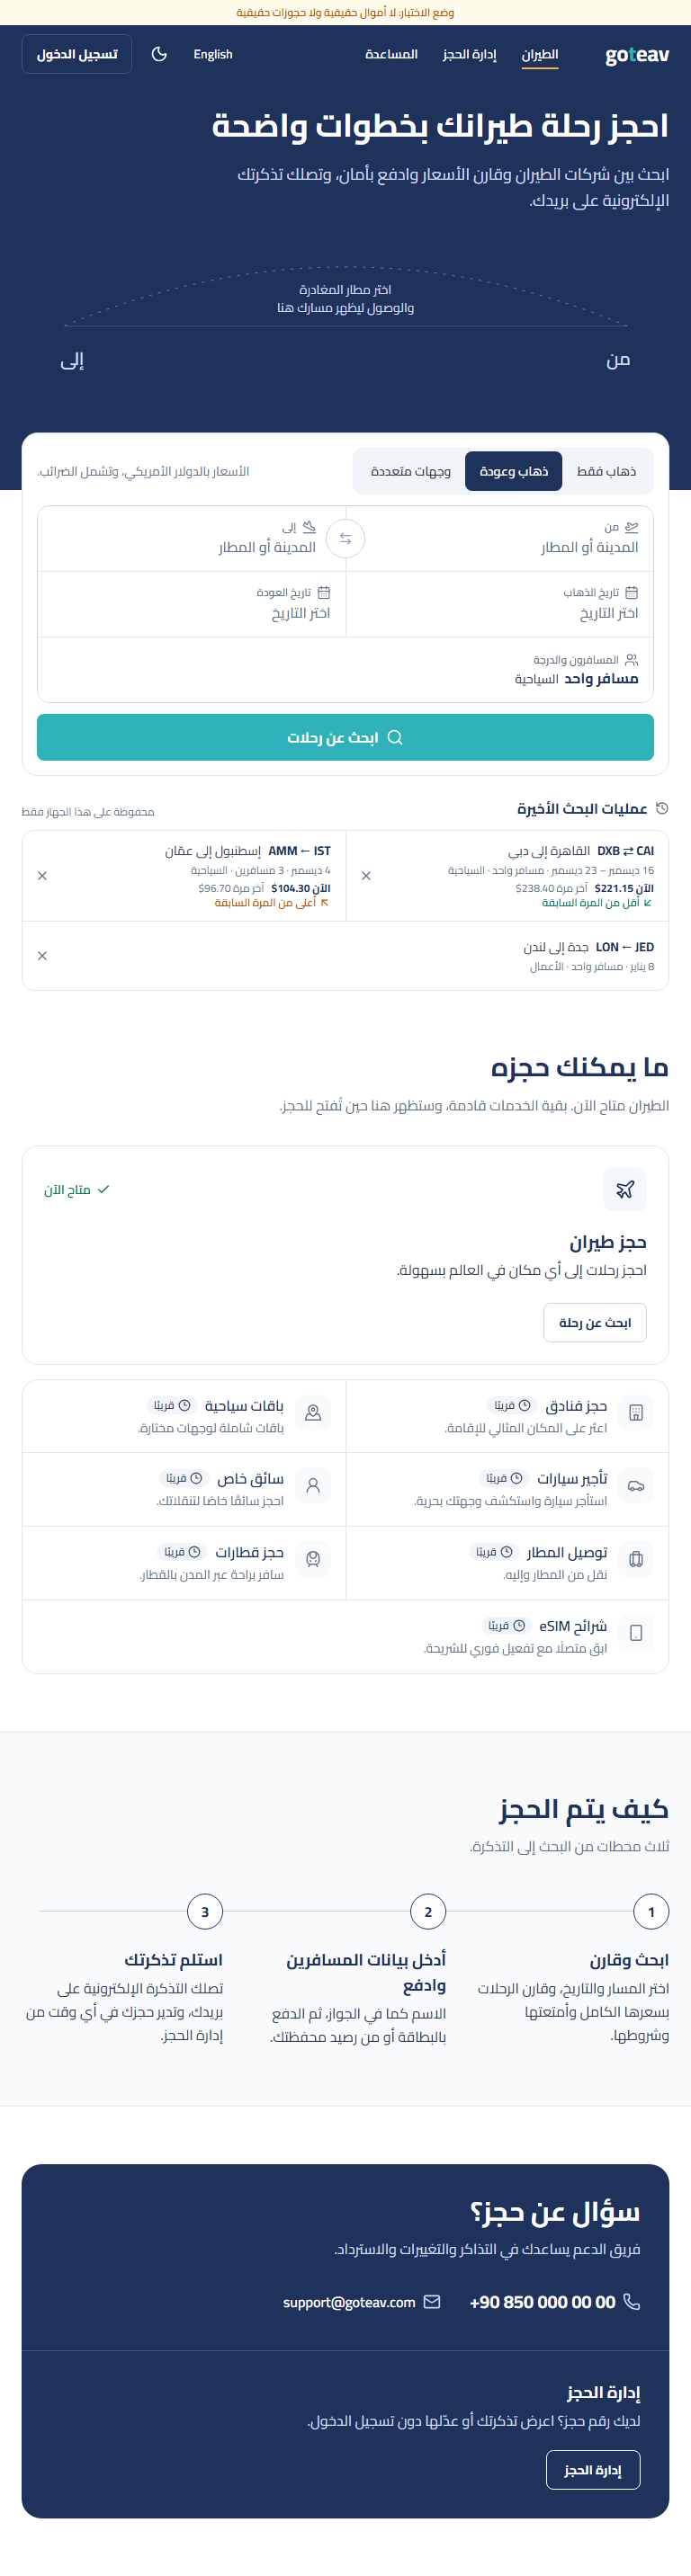 وضع الاختبار: لا أموال حقيقية ولا حجوزات حقيقية
goteav
الطيران
إدارة الحجز
المساعدة
English
تسجيل الدخول
احجز رحلة طيرانك بخطوات واضحة
ابحث بين شركات الطيران وقارن الأسعار وادفع بأمان، وتصلك تذكرتك
الإلكترونية على بريدك.
اختر مطار المغادرة
والوصول ليظهر مسارك هنا
من
إلى
ذهاب فقط
ذهاب وعودة
وجهات متعددة
الأسعار بالدولار الأمريكي، وتشمل الضرائب.
من
المدينة أو المطار
إلى
المدينة أو المطار
تاريخ الذهاب
اختر التاريخ
تاريخ العودة
اختر التاريخ
المسافرون والدرجة
مسافر واحد السياحية
ابحث عن رحلات
عمليات البحث الأخيرة
محفوظة على هذا الجهاز فقط
DXB ⇄ CAI القاهرة إلى دبي
16 ديسمبر – 23 ديسمبر · مسافر واحد · السياحية
الآن $221.15 آخر مرة $238.40
↙ أقل من المرة السابقة
AMM ← IST إسطنبول إلى عمّان
4 ديسمبر · 3 مسافرين · السياحية
الآن $104.30 آخر مرة $96.70
↖ أعلى من المرة السابقة
LON ← JED جدة إلى لندن
8 يناير · مسافر واحد · الأعمال
ما يمكنك حجزه
الطيران متاح الآن. بقية الخدمات قادمة، وستظهر هنا حين تُفتح للحجز.
متاح الآن
حجز طيران
احجز رحلات إلى أي مكان في العالم بسهولة.
ابحث عن رحلة
حجز فنادق قريبًا
اعثر على المكان المثالي للإقامة.
باقات سياحية قريبًا
باقات شاملة لوجهات مختارة.
تأجير سيارات قريبًا
استأجر سيارة واستكشف وجهتك بحرية.
سائق خاص قريبًا
احجز سائقًا خاصًا لتنقلاتك.
توصيل المطار قريبًا
نقل من المطار وإليه.
حجز قطارات قريبًا
سافر براحة عبر المدن بالقطار.
شرائح eSIM قريبًا
ابقَ متصلًا مع تفعيل فوري للشريحة.
كيف يتم الحجز
ثلاث محطات من البحث إلى التذكرة.
1
ابحث وقارن
اختر المسار والتاريخ، وقارن الرحلات
بسعرها الكامل وأمتعتها
وشروطها.
2
أدخل بيانات المسافرين
وادفع
الاسم كما في الجواز، ثم الدفع
بالبطاقة أو من رصيد محفظتك.
3
استلم تذكرتك
تصلك التذكرة الإلكترونية على
بريدك، وتدير حجزك في أي وقت من
إدارة الحجز.
سؤال عن حجز؟
فريق الدعم يساعدك في التذاكر والتغييرات والاسترداد.
+90 850 000 00 00
support@goteav.com
إدارة الحجز
لديك رقم حجز؟ اعرض تذكرتك أو عدّلها دون تسجيل الدخول.
إدارة الحجز